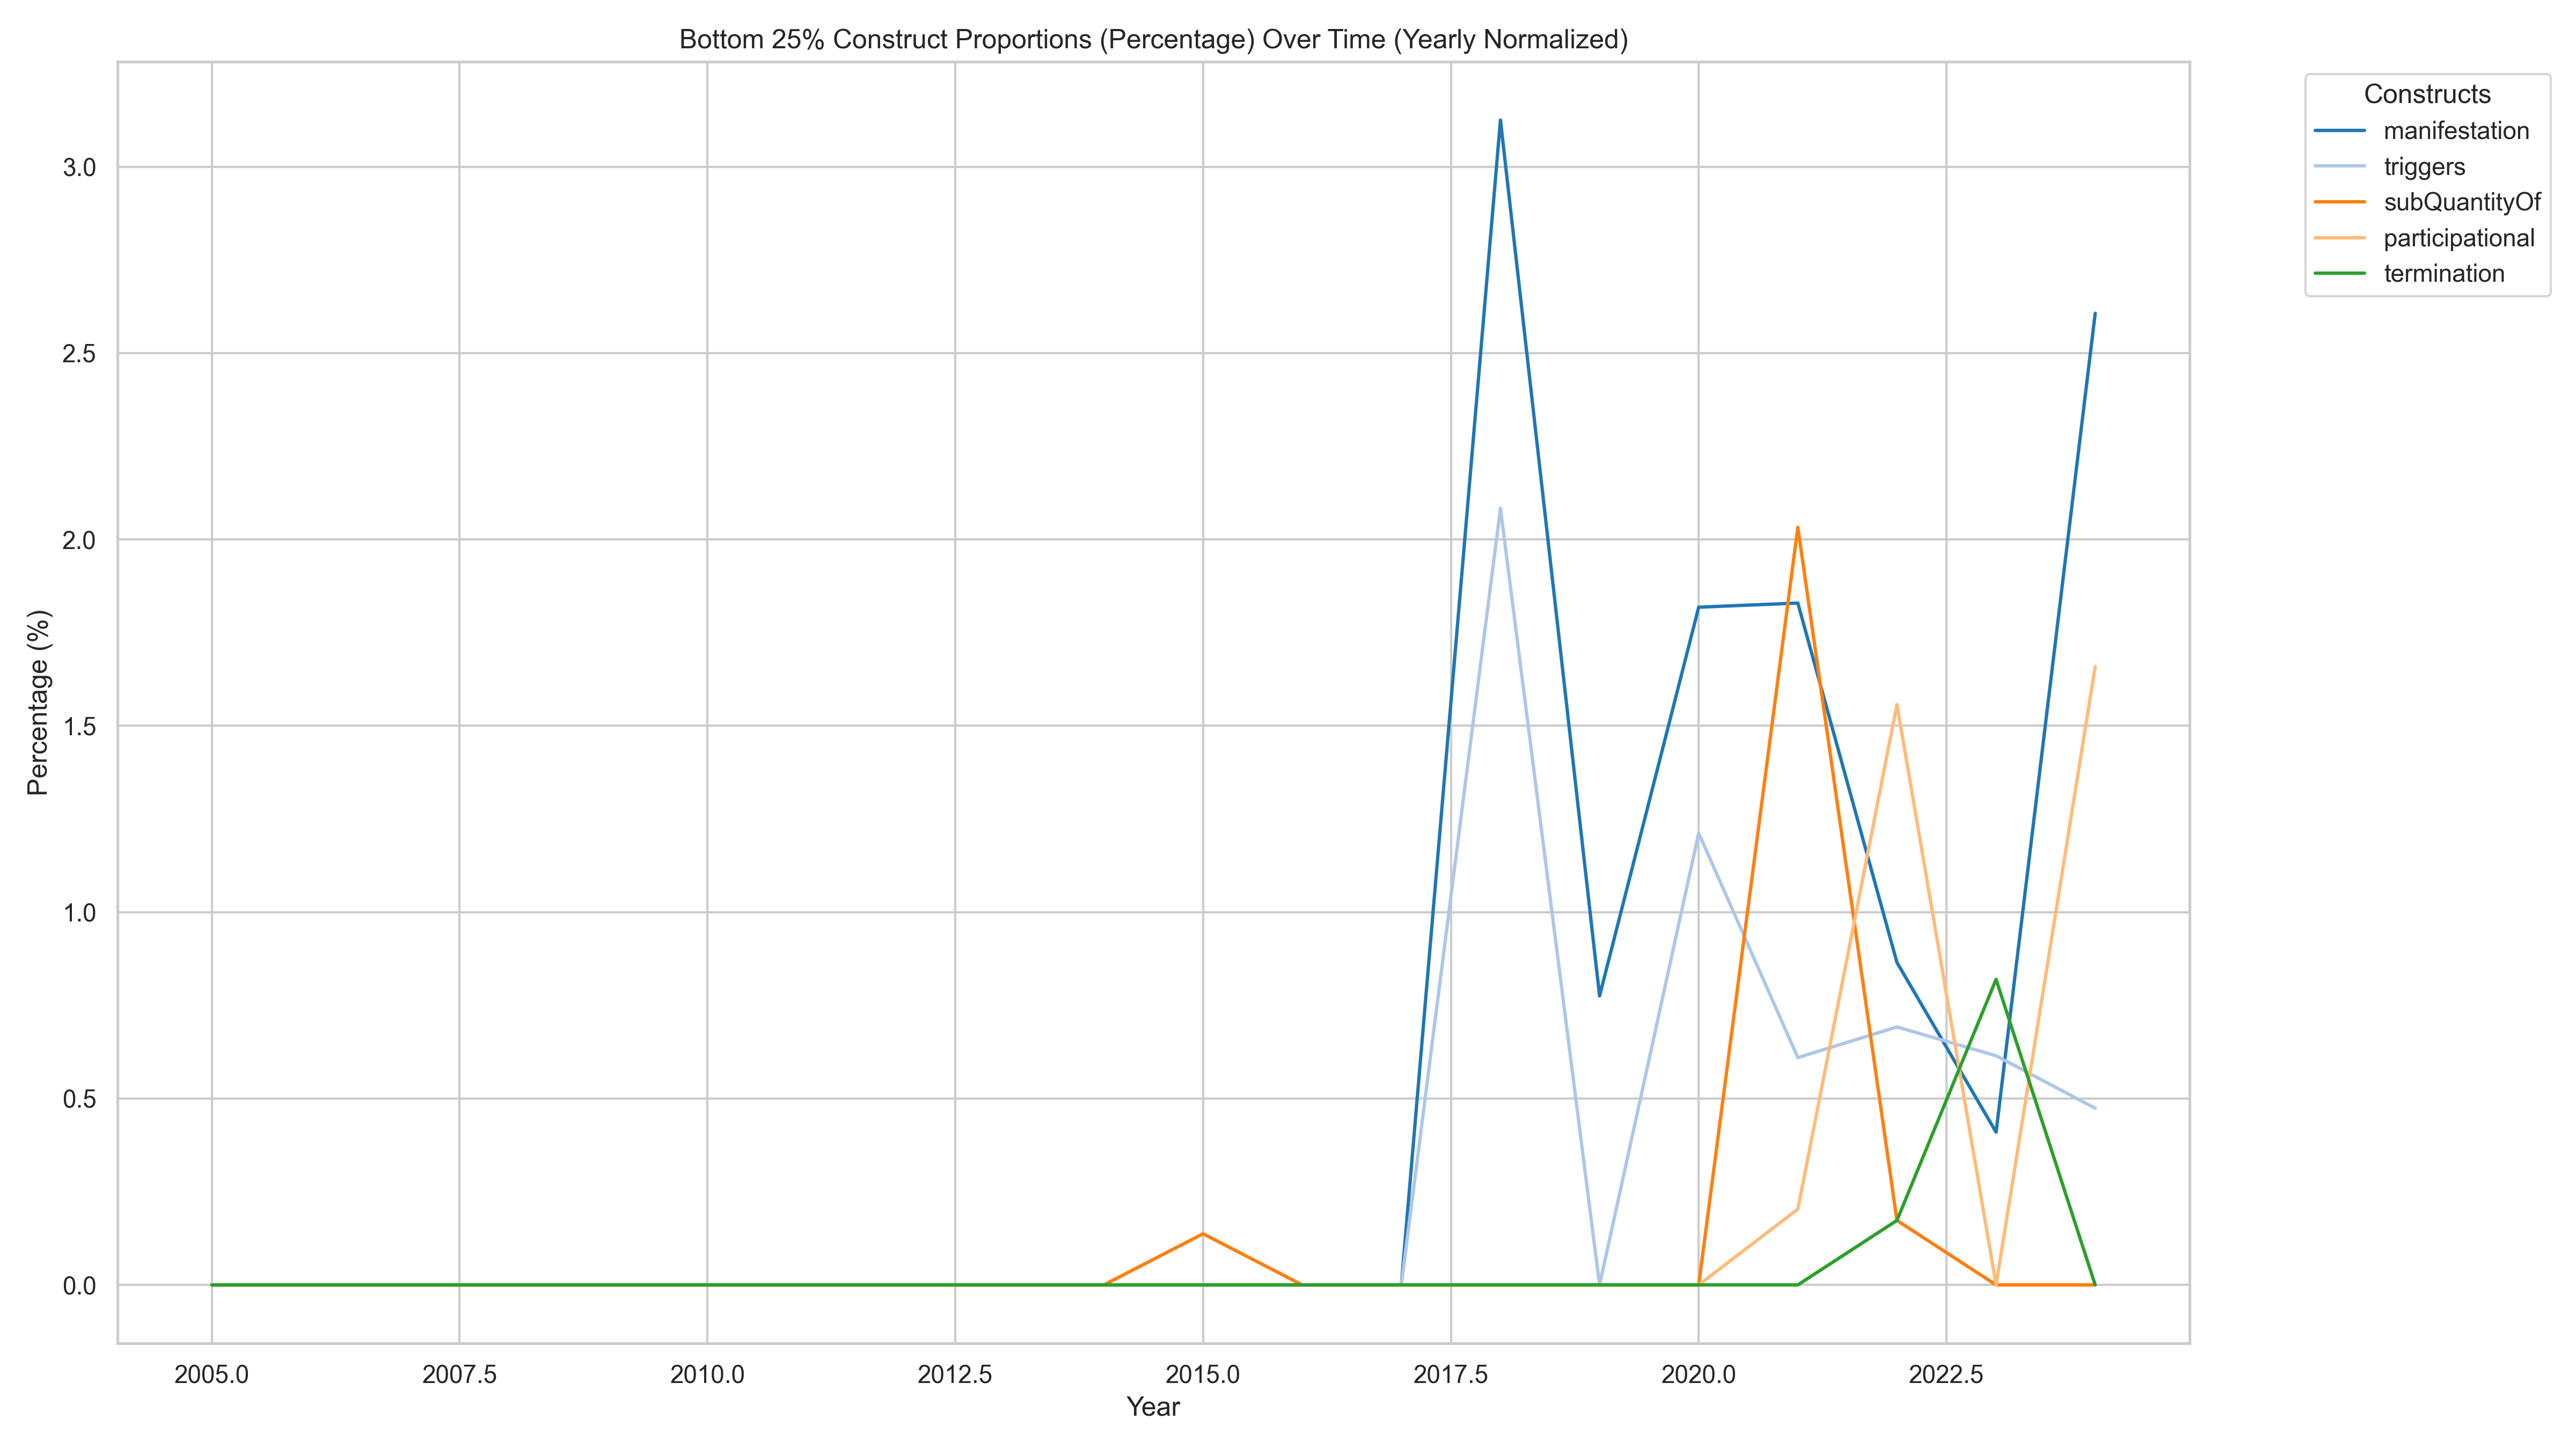 Bottom 25% Construct Proportions (Percentage) Over Time (Yearly Normalized)
Constructs
manifestation
triggers
subQuantityOf
participational
termination
Percentage (%)
3.0
2.5
2.0
1.5
1.0
0.5
0.0
2005.0 2007.5 2010.0 2012.5 2015.0 2017.5 2020.0 2022.5
Year